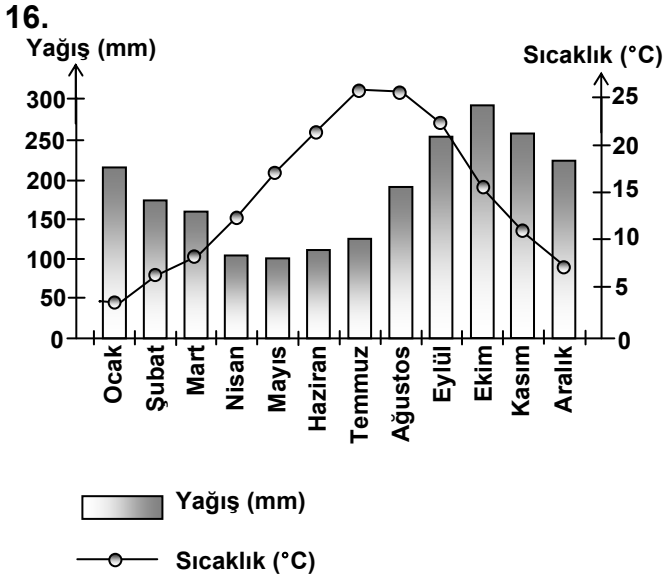 16.
Yağış (mm)
Sıcaklık (°C)
300
250
200
150
100
50
0
25
20
15
10
5
0
Ocak
Şubat
Mart
Nisan
Mayıs
Haziran
Temmuz
Ağustos
Eylül
Ekim
Kasım
Aralık
Yağış (mm)
Sıcaklık (°C)